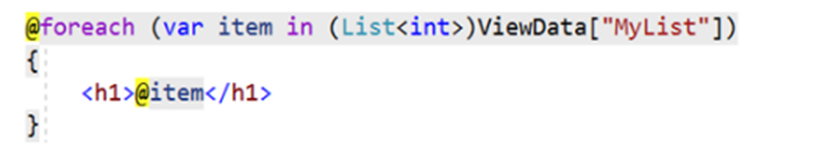 @foreach (var item in (List<int>)ViewData["MyList"])
{
<h1>@item</h1>
}